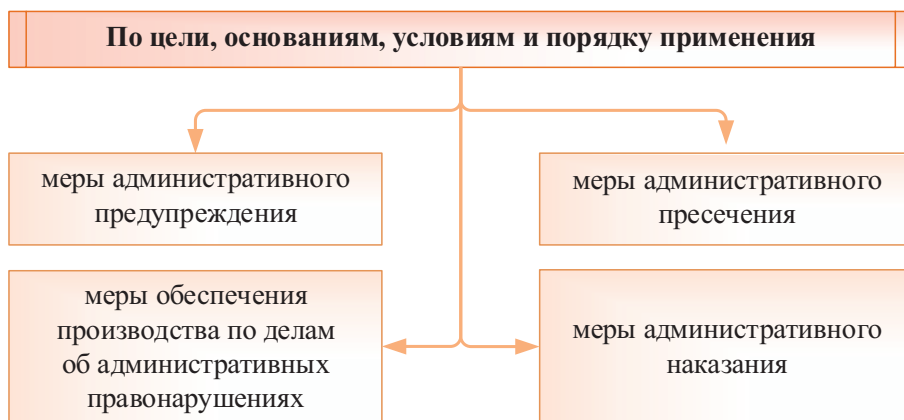 По цели, основаниям, условиям и порядку применения
меры административного
предупреждения
меры административного
пресечения
меры обеспечения
производства по делам
об административных
правонарушениях
меры административного
наказания